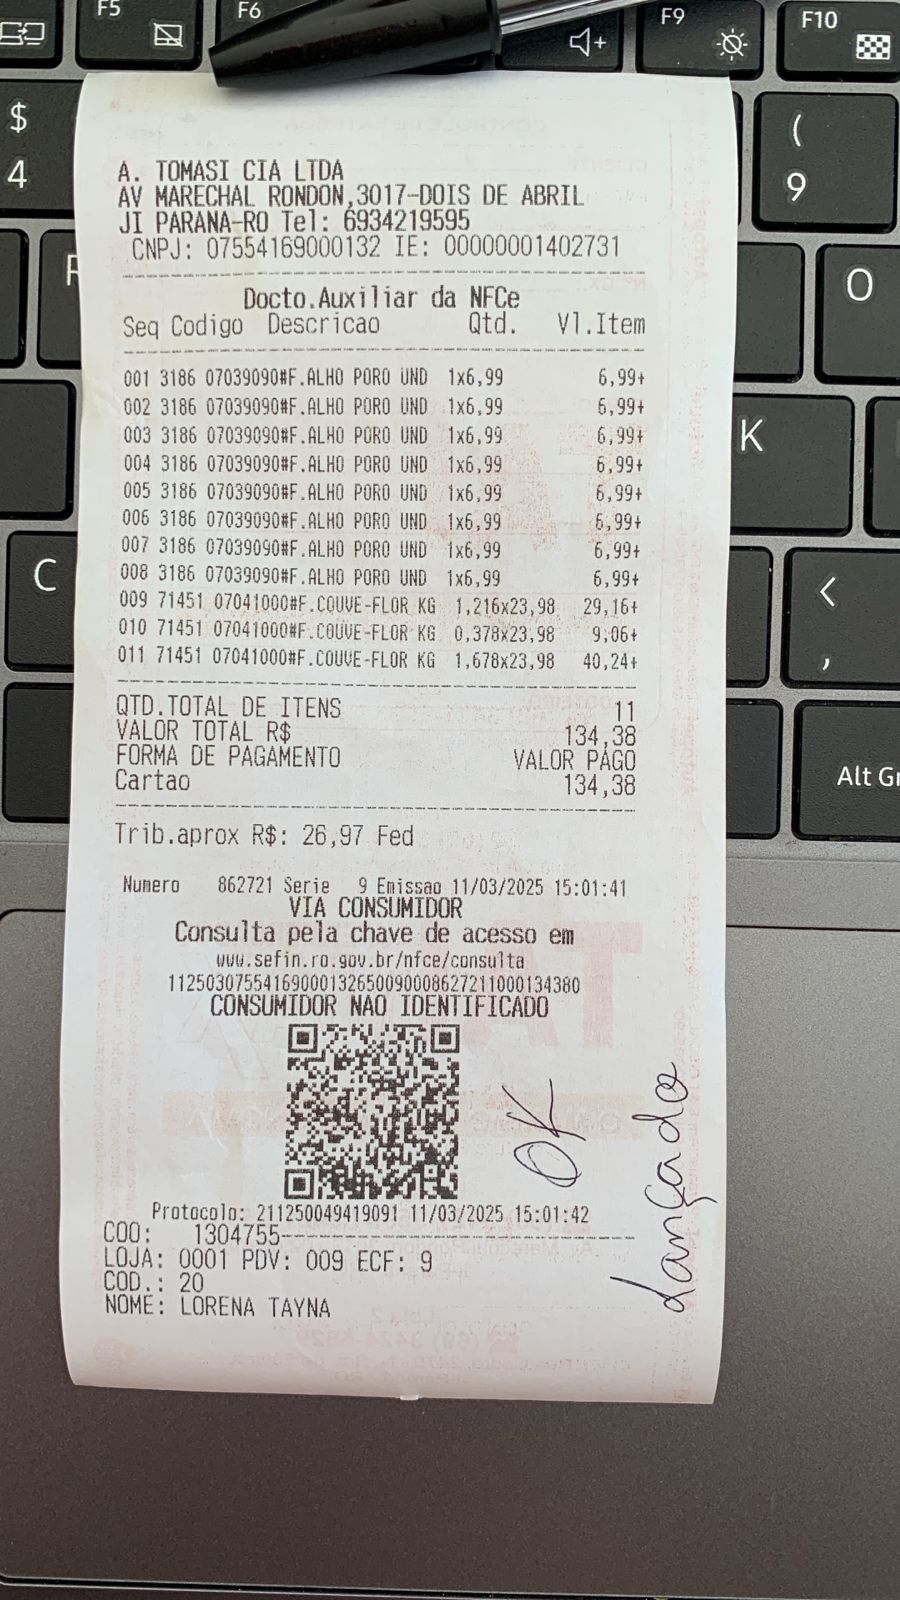 F5
F6
F9
F10
$
4
(
9
R
O
K
C
<
,
Alt Gr
A. TOMASI CIA LTDA
AV MARECHAL RONDON,3017-DOIS DE ABRIL
JI PARANA-RO Tel: 6934219595
CNPJ: 07554169000132 IE: 00000001402731
Docto.Auxiliar da NFCe
Seq Codigo Descricao Qtd. Vl.Item
001 3186 07039090#F.ALHO PORO UND 1x6,99 6,99+
002 3186 07039090#F.ALHO PORO UND 1x6,99 6,99+
003 3186 07039090#F.ALHO PORO UND 1x6,99 6,99+
004 3186 07039090#F.ALHO PORO UND 1x6,99 6,99+
005 3186 07039090#F.ALHO PORO UND 1x6,99 6,99+
006 3186 07039090#F.ALHO PORO UND 1x6,99 6,99+
007 3186 07039090#F.ALHO PORO UND 1x6,99 6,99+
008 3186 07039090#F.ALHO PORO UND 1x6,99 6,99+
009 71451 07041000#F.COUVE-FLOR KG 1,216x23,98 29,16+
010 71451 07041000#F.COUVE-FLOR KG 0,378x23,98 9,06+
011 71451 07041000#F.COUVE-FLOR KG 1,678x23,98 40,24+
QTD.TOTAL DE ITENS 11
VALOR TOTAL R$ 134,38
FORMA DE PAGAMENTO VALOR PAGO
Cartao 134,38
Trib.aprox R$: 26,97 Fed
Numero 862721 Serie 9 Emissao 11/03/2025 15:01:41
VIA CONSUMIDOR
Consulta pela chave de acesso em
www.sefin.ro.gov.br/nfce/consulta
11250307554169000132650090008627211000134380
CONSUMIDOR NAO IDENTIFICADO
OK
Lançado
Protocolo: 211250049419091 11/03/2025 15:01:42
COO: 1304755
LOJA: 0001 PDV: 009 ECF: 9
COD.: 20
NOME: LORENA TAYNA